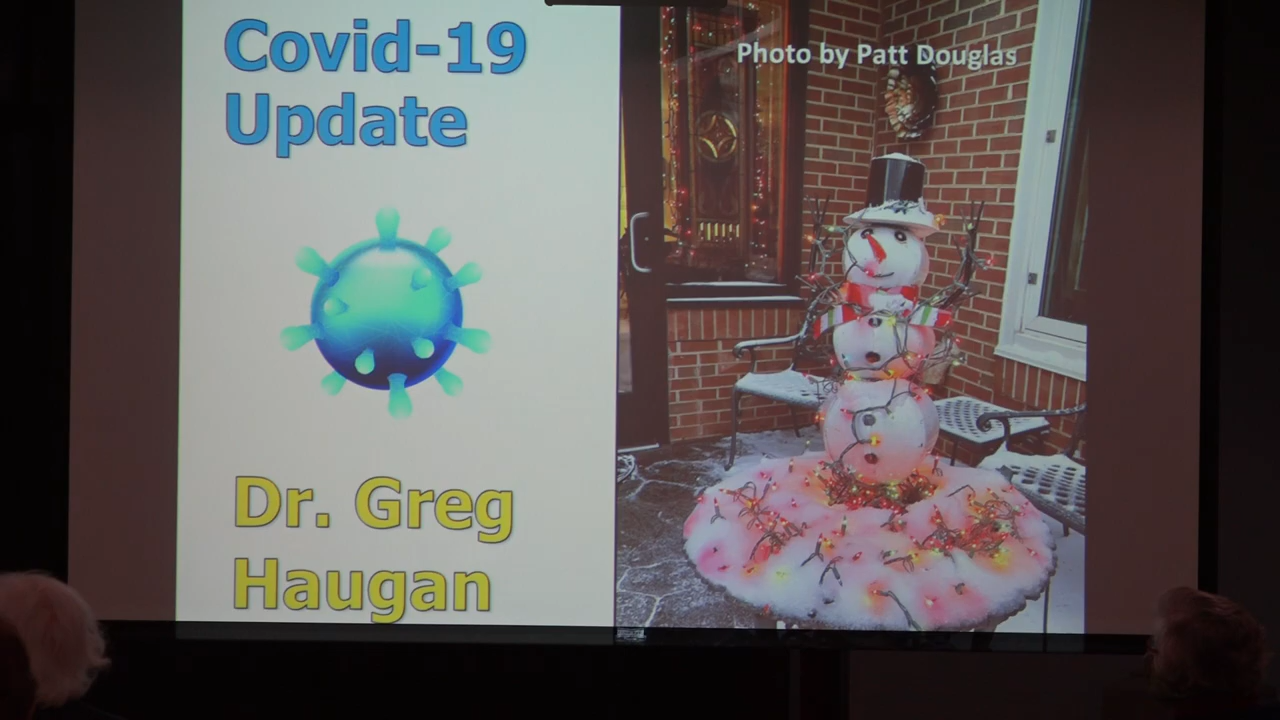 Covid-19
Update
Dr. Greg
Haugan
Photo by Patt Douglas